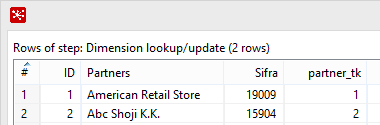 Rows of step: Dimension lookup/update (2 rows)
# ID Partners Sifra partner_tk
1 1 American Retail Store 19009 1
2 2 Abc Shoji K.K. 15904 2